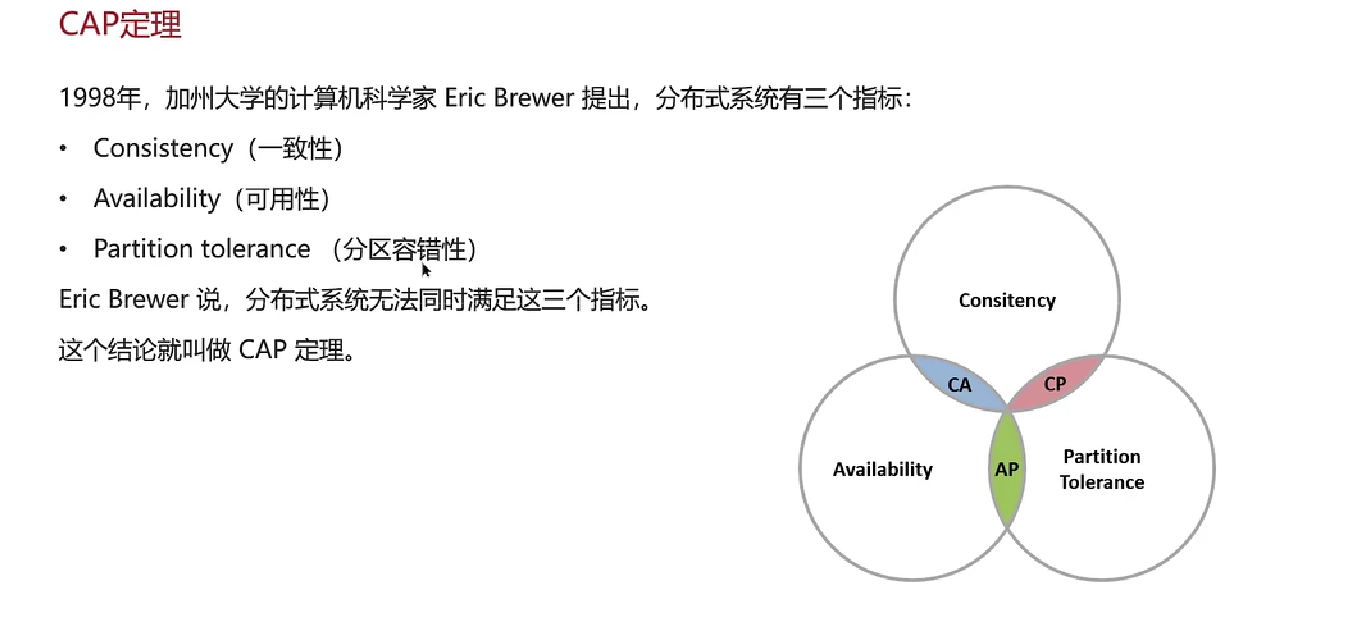 CAP定理
1998年，加州大学的计算机科学家 Eric Brewer 提出，分布式系统有三个指标：
• Consistency（一致性）
• Availability（可用性）
• Partition tolerance （分区容错性）
Eric Brewer 说，分布式系统无法同时满足这三个指标。
这个结论就叫做 CAP 定理。
Consitency
CA
CP
Availability
AP
Partition
Tolerance